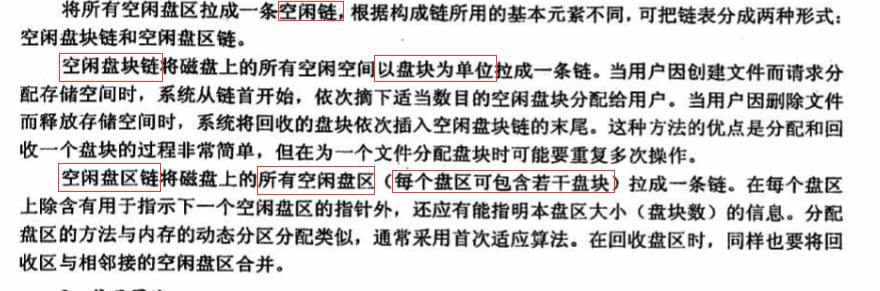 将所有空闲盘区拉成一条空闲链，根据构成链所用的基本元素不同，可把链表分成两种形式：
空闲盘块链和空闲盘区链。
空闲盘块链将磁盘上的所有空闲空间以盘块为单位拉成一条链。当用户因创建文件而请求分
配存储空间时，系统从链首开始，依次摘下适当数目的空闲盘块分配给用户。当用户因删除文件
而释放存储空间时，系统将回收的盘块依次插入空闲盘块链的末尾。这种方法的优点是分配和回
收一个盘块的过程非常简单，但在为一个文件分配盘块时可能要重复多次操作。
空闲盘区链将磁盘上的所有空闲盘区（每个盘区可包含若干盘块）拉成一条链。在每个盘区
上除含有用于指示下一个空闲盘区的指针外，还应有能指明本盘区大小（盘块数）的信息。分配
盘区的方法与内存的动态分区分配类似，通常采用首次适应算法。在回收盘区时，同样也要将回
收区与相邻接的空闲盘区合并。